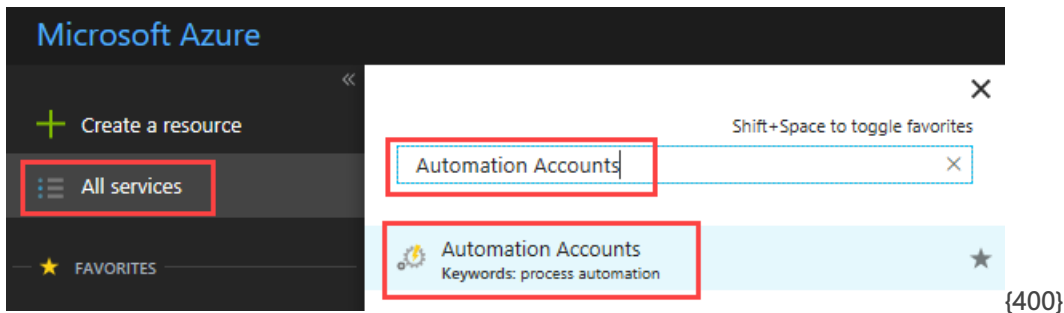 Microsoft Azure
«
Create a resource
All services
FAVORITES
Shift+Space to toggle favorites
Automation Accounts
Automation Accounts
Keywords: process automation
{400}